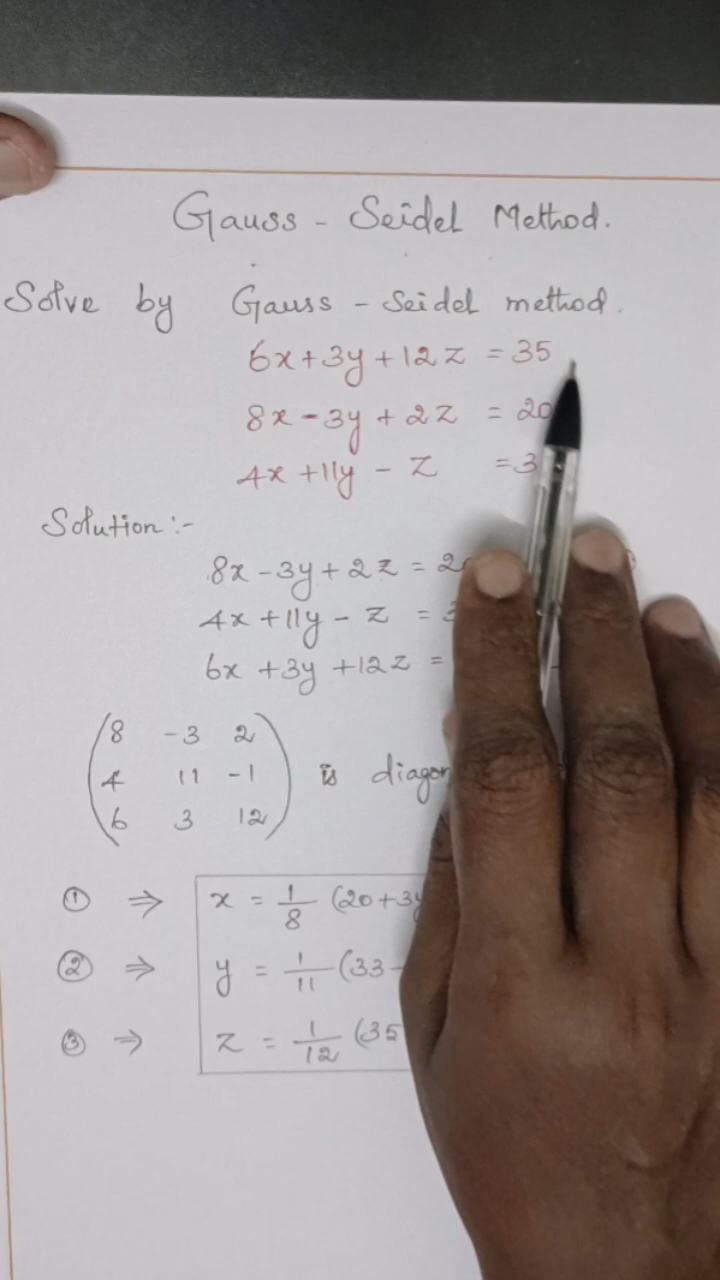 Gauss - Seidel Method.
Solve by Gauss - Seidel method.
6x+3y+12z = 35
8x-3y+2z = 20
4x+11y-z = 3
Solution:-
8x-3y+2z = 2
4x+11y-z =
6x+3y+12z =
8 -3 2
4 11 -1
6 3 12
is
① ⇒ x = 1/8 (20+3y
② ⇒ y = 1/11 (33-
③ ⇒ z = 1/12 (35